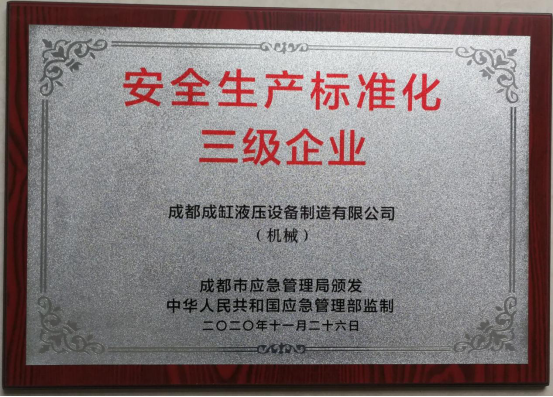 安全生产标准化
三级企业
成都成缸液压设备制造有限公司
（机械）
成都市应急管理局颁发
中华人民共和国应急管理部监制
二〇二〇年十一月二十六日